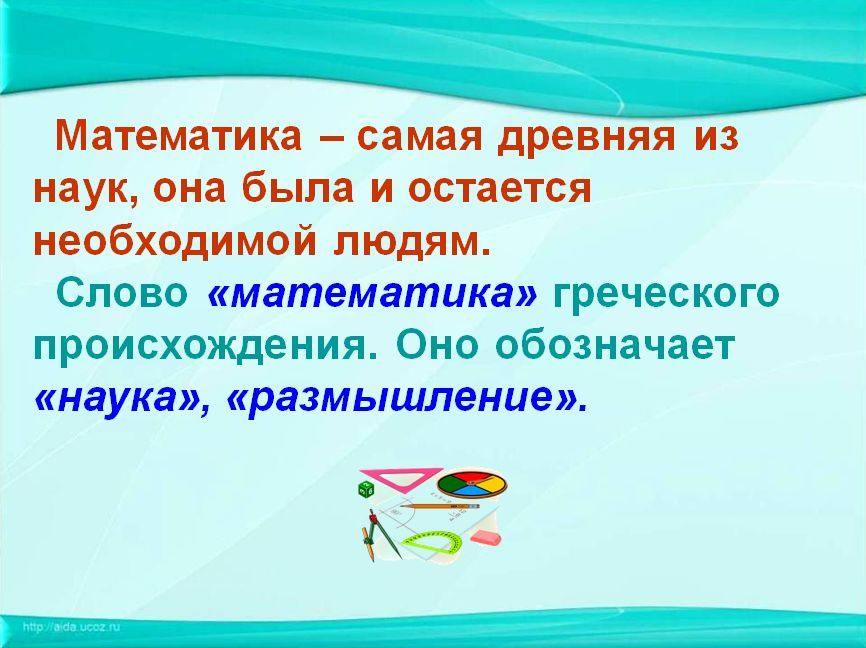 Математика – самая древняя из
наук, она была и остается
необходимой людям.
Слово «математика» греческого
происхождения. Оно обозначает
«наука», «размышление».
http://aida.ucoz.ru